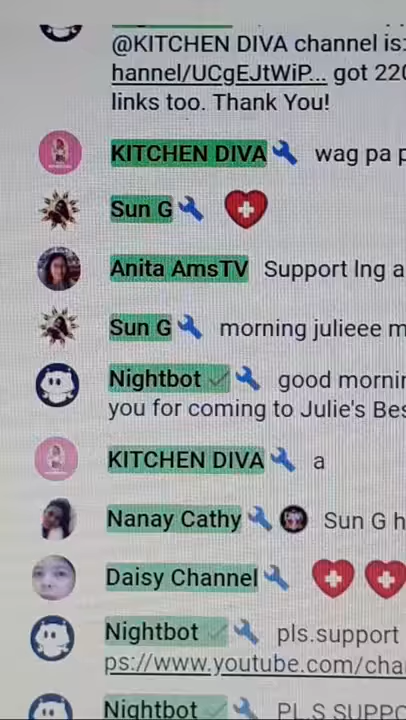 @KITCHEN DIVA channel is:
hannel/UCgEJtWiP... got 220
links too. Thank You!
KITCHEN DIVA wag pa p
Sun G
Anita AmsTV Support lng a
Sun G morning julieee m
Nightbot good mornin
you for coming to Julie's Bes
KITCHEN DIVA a
Nanay Cathy Sun G h
Daisy Channel
Nightbot pls.support
ps://www.youtube.com/cha
Nightbot PLS SUPPO